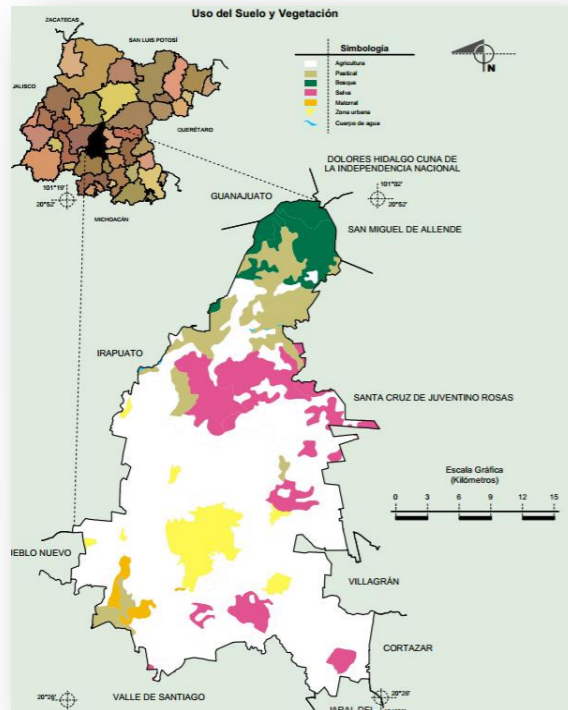 Uso del Suelo y Vegetación
ZACATECAS
SAN LUIS POTOSÍ
JALISCO
QUERÉTARO
MICHOACÁN
Simbología
Agricultura
Pastizal
Bosque
Selva
Matorral
Zona urbana
Cuerpo de agua
N
101°19'
20°52'
DOLORES HIDALGO CUNA DE
LA INDEPENDENCIA NACIONAL
101°02'
20°52'
GUANAJUATO
SAN MIGUEL DE ALLENDE
IRAPUATO
SANTA CRUZ DE JUVENTINO ROSAS
Escala Gráfica
(Kilómetros)
0 3 6 9 12 15
UEBLO NUEVO
VILLAGRÁN
CORTAZAR
20°26'
VALLE DE SANTIAGO
20°26'
JARAL DEL